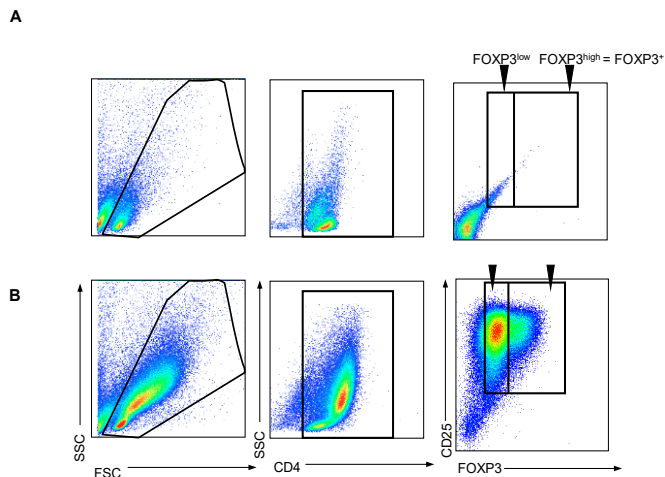 A
FOXP3low FOXP3high = FOXP3+
B
SSC
SSC
CD25
FSC
CD4
FOXP3